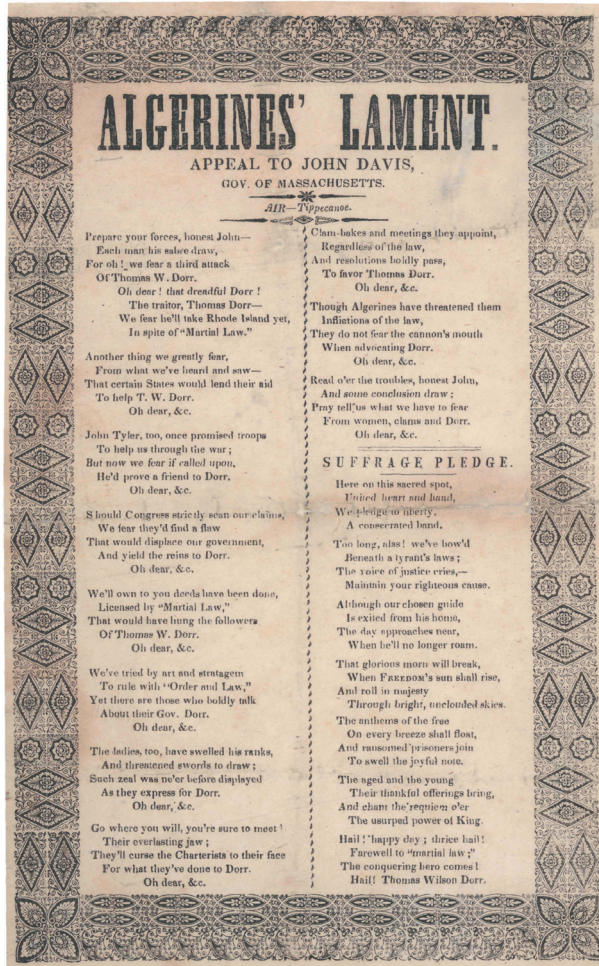 ALGERINES' LAMENT.
APPEAL TO JOHN DAVIS,
GOV. OF MASSACHUSETTS.
AIR—Tippecanoe.
Prepare your forces, honest John—
Each man his sabre draw,
For oh! we fear a third attack
Of Thomas W. Dorr.
Oh dear! that dreadful Dorr!
The traitor, Thomas Dorr—
We fear he'll take Rhode Island yet,
In spite of "Martial Law."
Another thing we greatly fear,
From what we've heard and saw—
That certain States would lend their aid
To help T. W. Dorr.
Oh dear, &c.
John Tyler, too, once promised troops
To help us through the war;
But now we fear if called upon,
He'd prove a friend to Dorr.
Oh dear, &c.
Should Congress strictly scan our claims,
We fear they'd find a flaw
That would displace our government,
And yield the reins to Dorr.
Oh dear, &c.
We'll own to you deeds have been done,
Licensed by "Martial Law,"
That would have hung the followers
Of Thomas W. Dorr.
Oh dear, &c.
We've tried by art and stratagem
To rule with "Order and Law,"
Yet there are those who boldly talk
About their Gov. Dorr.
Oh dear, &c.
The ladies, too, have swelled his ranks,
And threatened swords to draw;
Such zeal was ne'er before displayed
As they express for Dorr.
Oh dear, &c.
Go where you will, you're sure to meet
Their everlasting jaw;
They'll curse the Charterists to their face
For what they've done to Dorr.
Oh dear, &c.
Clam-bakes and meetings they appoint,
Regardless of the law,
And resolutions boldly pass,
To favor Thomas Dorr.
Oh dear, &c.
Though Algerines have threatened them
Inflictions of the law,
They do not fear the cannon's mouth
When advocating Dorr.
Oh dear, &c.
Read o'er the troubles, honest John,
And some conclusion draw;
Pray tell us what we have to fear
From women, clams and Dorr.
Oh dear, &c.
SUFFRAGE PLEDGE.
Here on this sacred spot,
United heart and hand,
We pledge to liberty,
A consecrated band.
Too long, alas! we've bow'd
Beneath a tyrant's laws;
The voice of justice cries,—
Maintain your righteous cause.
Although our chosen guide
Is exiled from his home,
The day approaches near,
When he'll no longer roam.
That glorious morn will break,
When FREEDOM's sun shall rise,
And roll in majesty
Through bright, unclouded skies.
The anthems of the free
On every breeze shall float,
And ransomed prisoners join
To swell the joyful note.
The aged and the young
Their thankful offerings bring,
And chant the requiem o'er
The usurped power of King.
Hail! happy day; thrice hail!
Farewell to "martial law;"
The conquering hero comes!
Hail! Thomas Wilson Dorr.